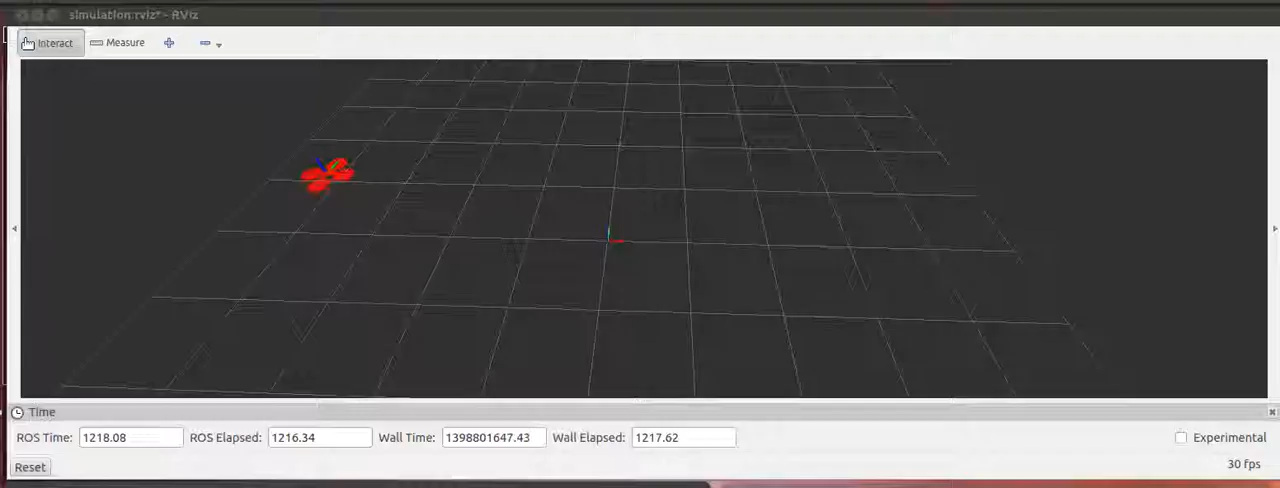 simulation.rviz* - RViz
Interact Measure
Time
ROS Time: 1218.08 ROS Elapsed: 1216.34 Wall Time: 1398801647.43 Wall Elapsed: 1217.62 Experimental
Reset 30 fps